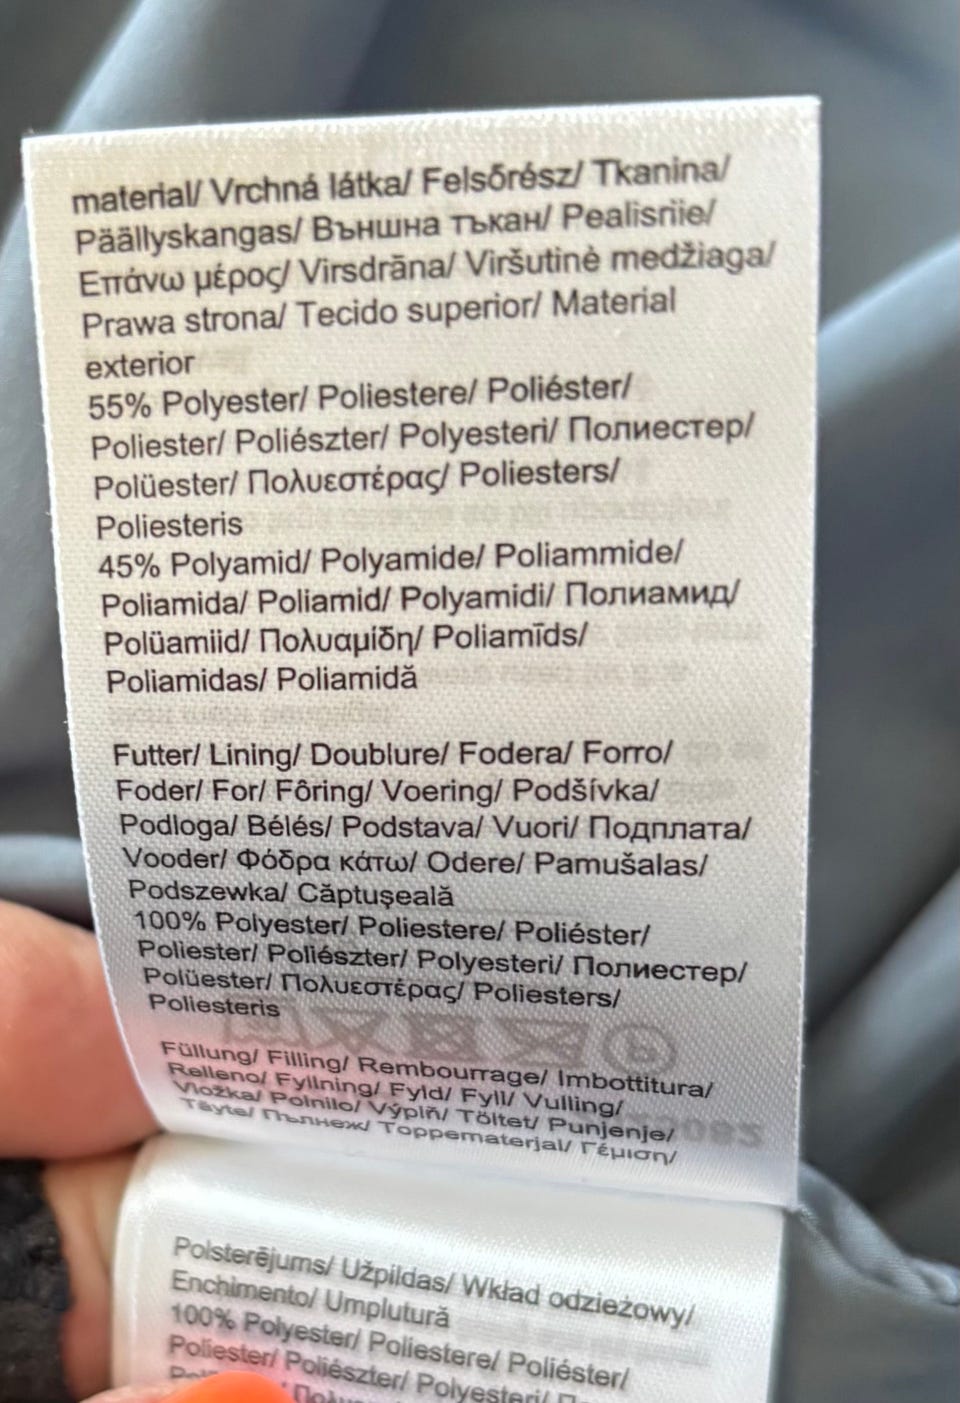 material/ Vrchná látka/ Felsőrész/ Tkanina/
Päällyskangas/ Външна тъкан/ Pealisriie/
Επάνω μέρος/ Virsdrāna/ Viršutinė medžiaga/
Prawa strona/ Tecido superior/ Material
exterior
55% Polyester/ Poliestere/ Poliéster/
Poliester/ Poliészter/ Polyesteri/ Полиестер/
Polüester/ Πολυεστέρας/ Poliesters/
Poliesteris
45% Polyamid/ Polyamide/ Poliammide/
Poliamida/ Poliamid/ Polyamidi/ Полиамид/
Polüamiid/ Πολυαμίδη/ Poliamīds/
Poliamidas/ Poliamidă
Futter/ Lining/ Doublure/ Fodera/ Forro/
Foder/ For/ Fôring/ Voering/ Podšívka/
Podloga/ Bélés/ Podstava/ Vuori/ Подплата/
Vooder/ Φόδρα κάτω/ Odere/ Pamušalas/
Podszewka/ Căptuşeală
100% Polyester/ Poliestere/ Poliéster/
Poliester/ Poliészter/ Polyesteri/ Полиестер/
Polüester/ Πολυεστέρας/ Poliesters/
Poliesteris
Füllung/ Filling/ Rembourrage/ Imbottitura/
Relleno/ Fyllning/ Fyld/ Fyll/ Vulling/
Vložka/ Polnilo/ Výplň/ Töltet/ Punjenje/
Täyte/ Пълнеж/ Toppematerjal/ Γέμιση/
Polsterējums/ Užpildas/ Wkład odzieżowy/
Enchimento/ Umplutură
100% Polyester/ Poliestere/ Poliéster/
Poliester/ Poliészter/ Polyesteri/